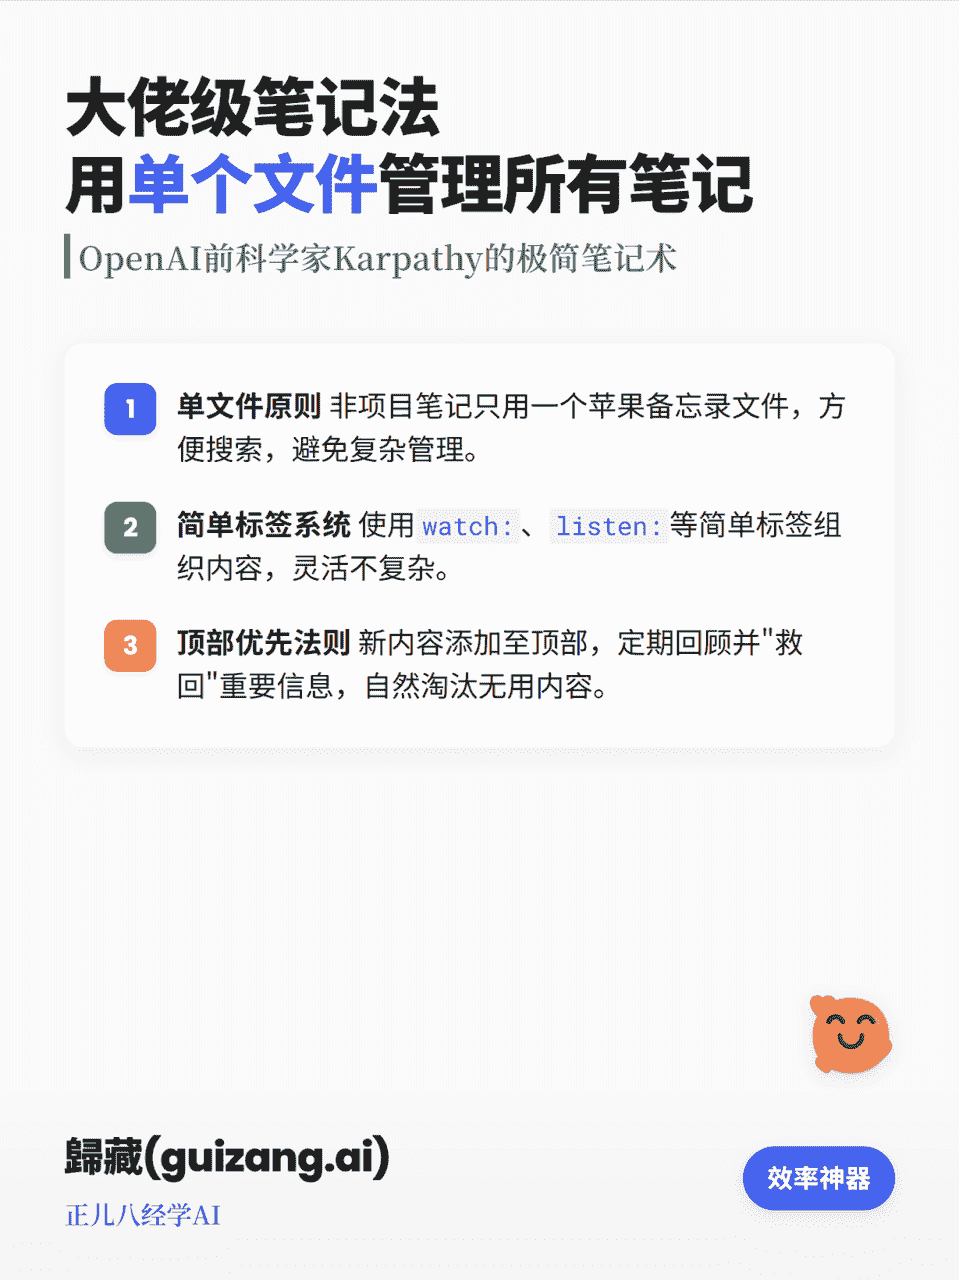 大佬级笔记法
用单个文件管理所有笔记
OpenAI前科学家Karpathy的极简笔记术
1
单文件原则 非项目笔记只用一个苹果备忘录文件，方
便搜索，避免复杂管理。
2
简单标签系统 使用 watch: 、 listen: 等简单标签组
织内容，灵活不复杂。
3
顶部优先法则 新内容添加至顶部，定期回顾并"救
回"重要信息，自然淘汰无用内容。
歸藏(guizang.ai)
正儿八经学AI
效率神器